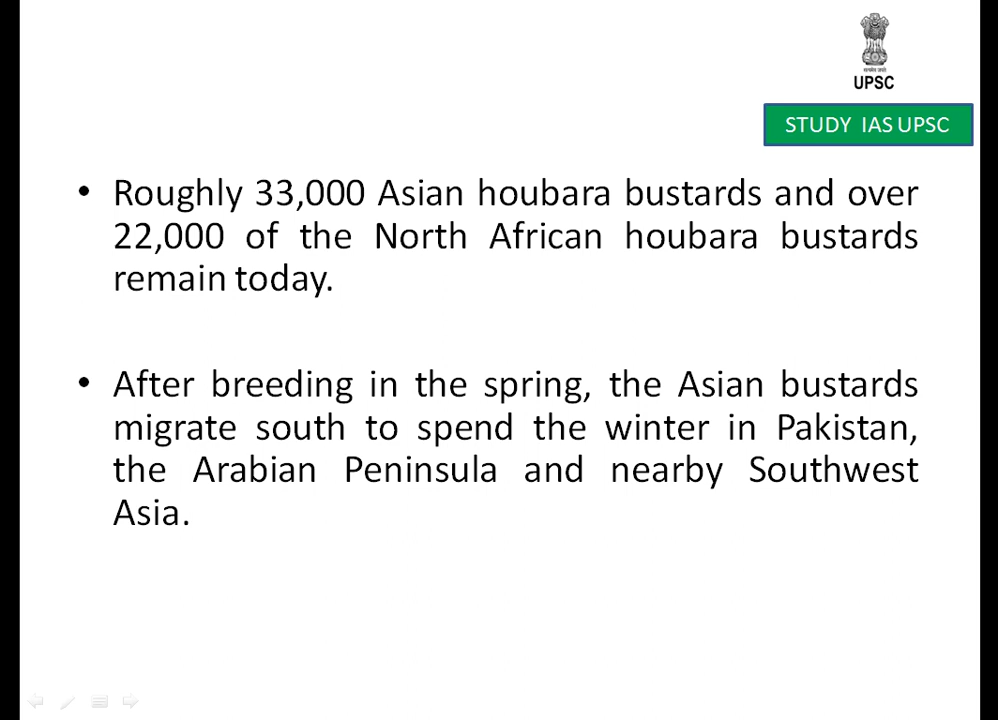 UPSC
STUDY IAS UPSC
• Roughly 33,000 Asian houbara bustards and over
22,000 of the North African houbara bustards
remain today.
• After breeding in the spring, the Asian bustards
migrate south to spend the winter in Pakistan,
the Arabian Peninsula and nearby Southwest
Asia.